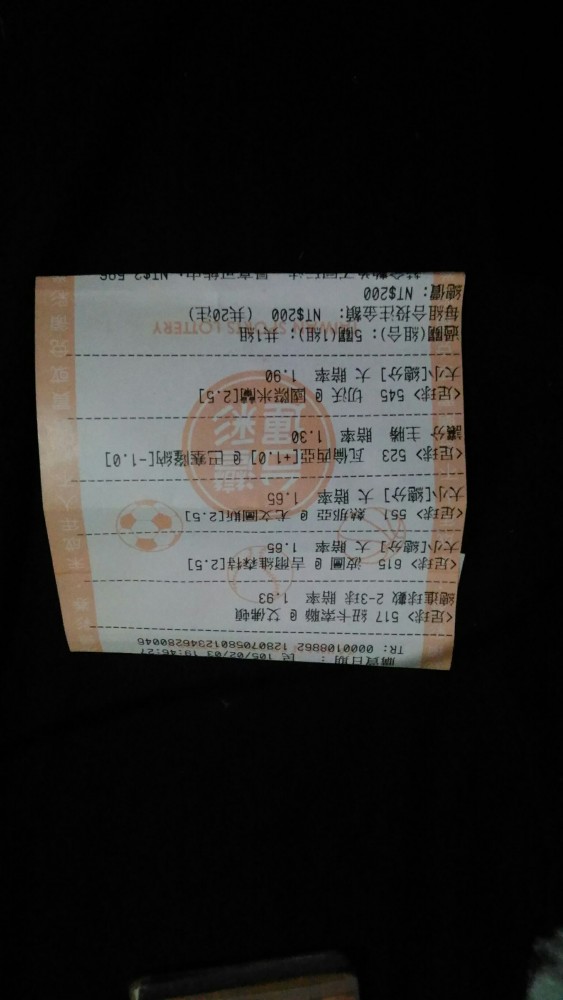 購買日期: 民 105/02/03 19:46:27
TR: 0000108862 12807058012346280046
<足球> 517 紐卡索聯 @ 艾佛頓
總進球數 2-3球 賠率 1.93
<足球> 615 波圖 @ 吉爾維森特[2.5]
大小[總分] 大 賠率 1.65
<足球> 551 熱那亞 @ 尤文圖斯[2.5]
大小[總分] 大 賠率 1.65
<足球> 523 瓦倫西亞[+1.0] @ 巴塞隆納[-1.0]
讓分 主勝 賠率 1.30
<足球> 545 切沃 @ 國際米蘭[2.5]
大小[總分] 大 賠率 1.90
過關(組合): 5關(1組): 共1組
每組合投注金額: NT$200 (共20注)
總價: NT$200
TAIWAN SPORTS LOTTERY
台灣運彩